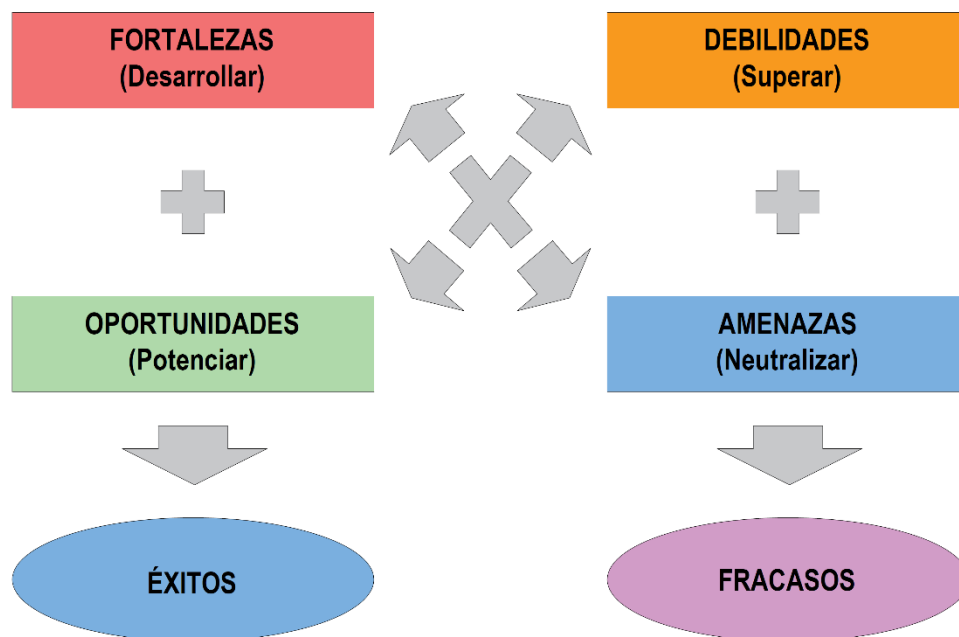 FORTALEZAS
(Desarrollar)
DEBILIDADES
(Superar)
OPORTUNIDADES
(Potenciar)
AMENAZAS
(Neutralizar)
ÉXITOS
FRACASOS